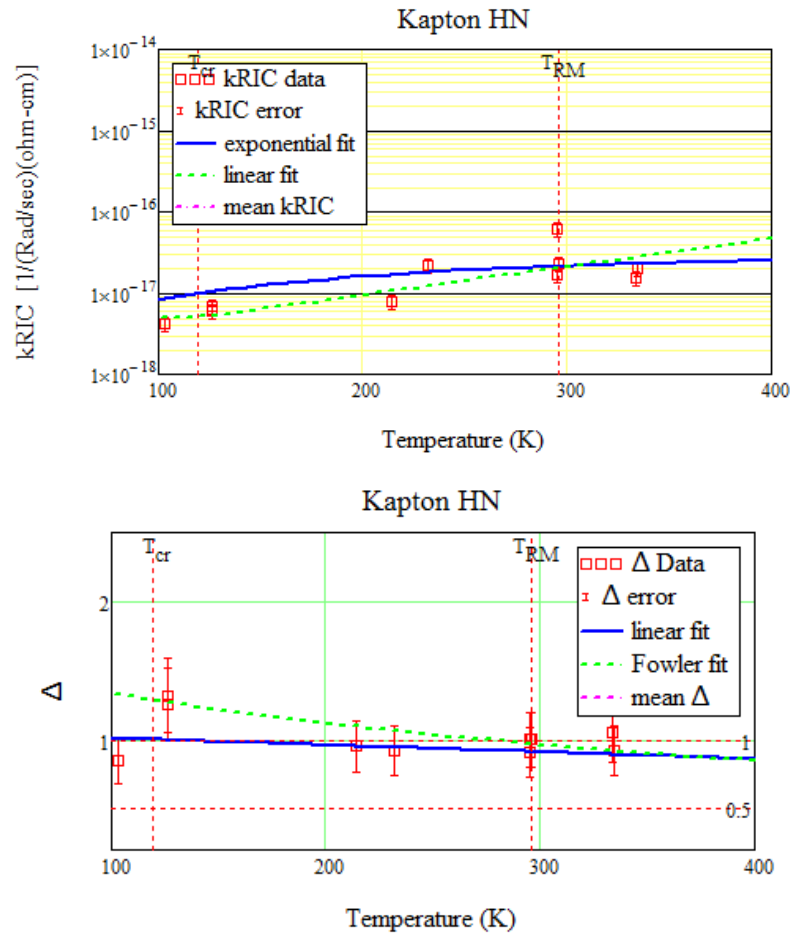 Kapton HN
1×10⁻¹⁴
T_cr
T_RM
kRIC data
kRIC error
1×10⁻¹⁵
exponential fit
linear fit
mean kRIC
1×10⁻¹⁶
kRIC [1/(Rad/sec)(ohm-cm)]
1×10⁻¹⁷
1×10⁻¹⁸
100
200
300
400
Temperature (K)
Kapton HN
T_cr
T_RM
Δ Data
Δ error
linear fit
Fowler fit
mean Δ
2
Δ
1
1
0.5
100
200
300
400
Temperature (K)